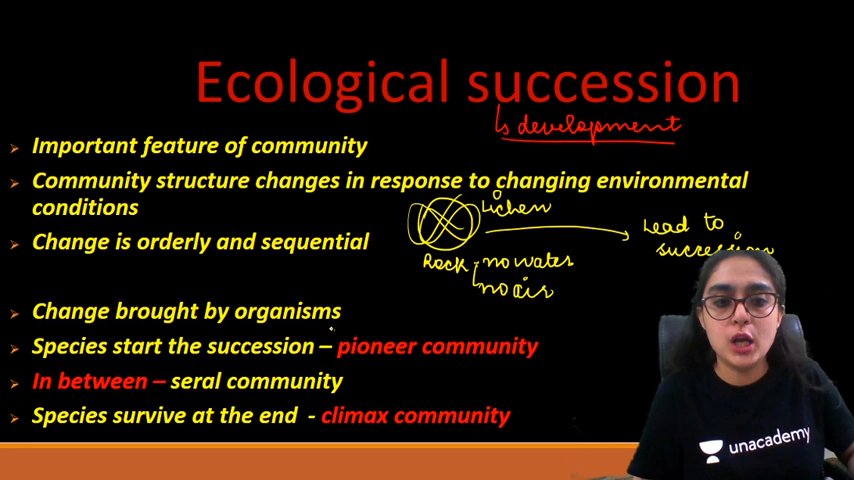 Ecological succession
↳ development
Important feature of community
Community structure changes in response to changing environmental
conditions
Lichen
Lead to
succession
Change is orderly and sequential
Rock - no water
no air
Change brought by organisms
Species start the succession – pioneer community
In between – seral community
Species survive at the end - climax community
unacademy